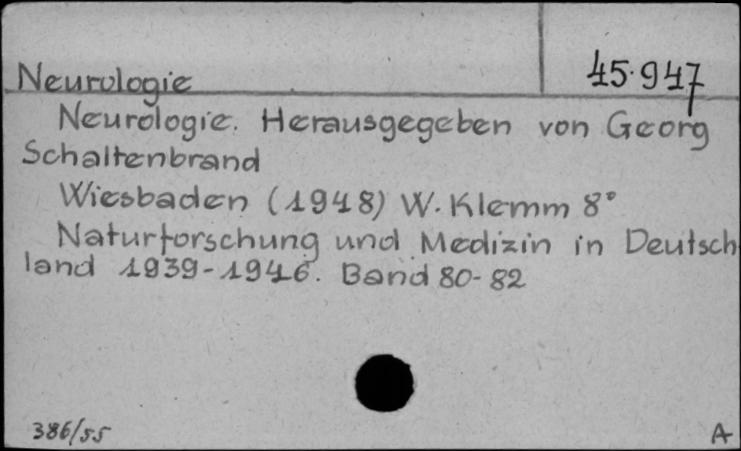 Neurologie 45.947
Neurologie. Herausgegeben von Georg
Schaltenbrand
Wiesbaden (1948) W. Klemm 8°
Naturforschung und Medizin in Deutsch
land 1939-1946. Band 80-82
386/55 A